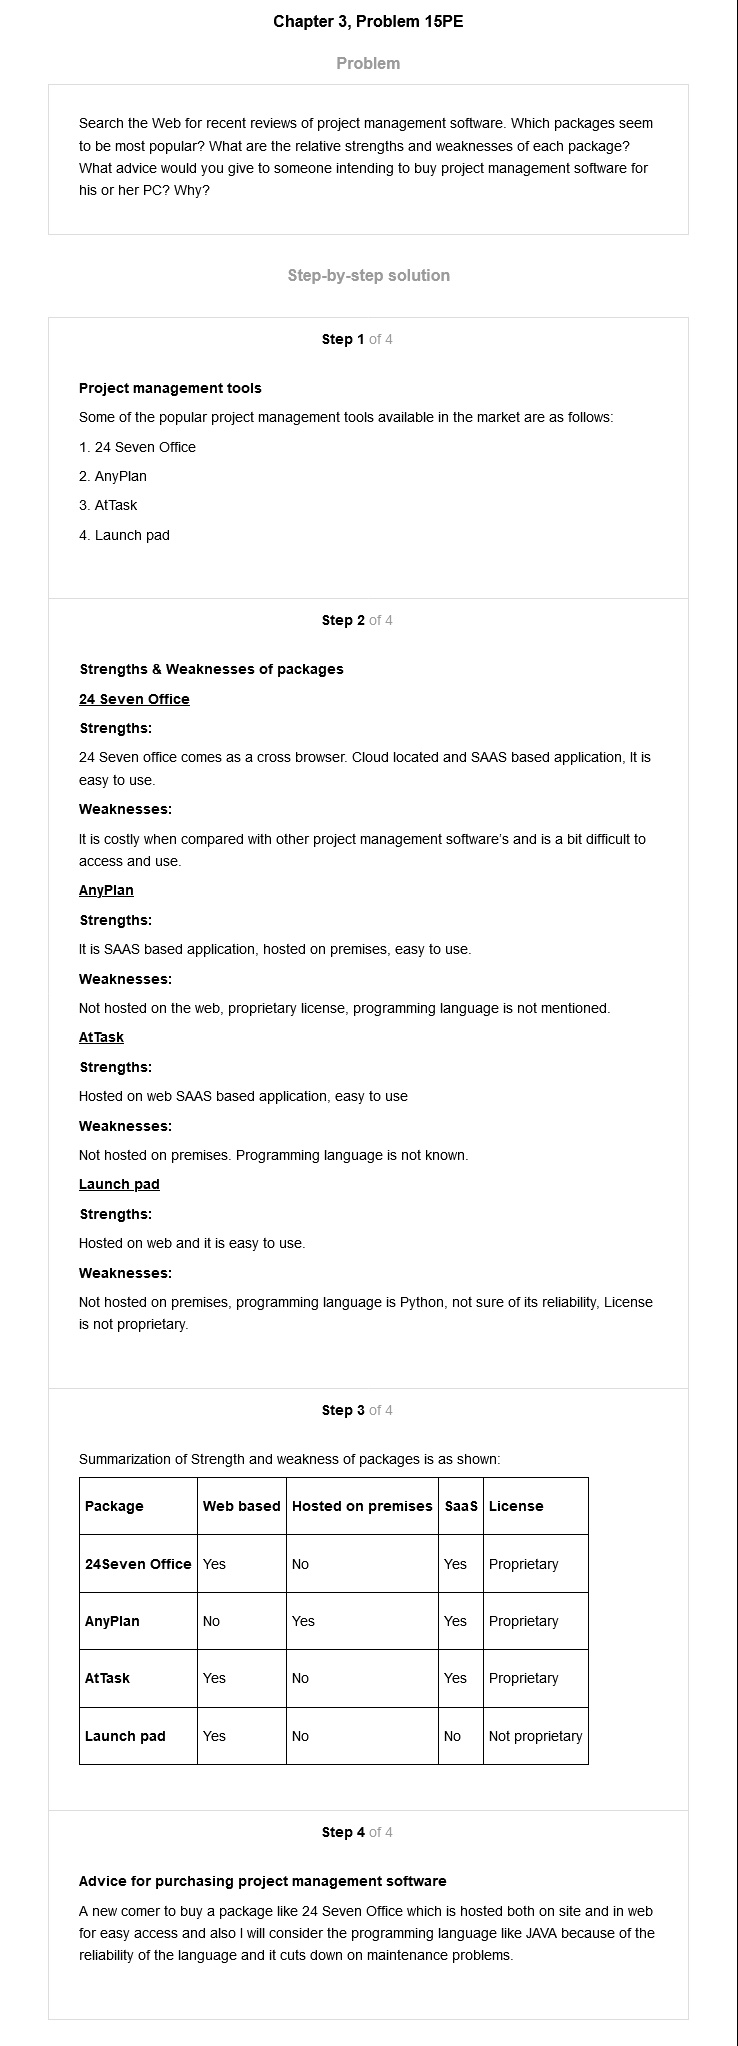 Chapter 3, Problem 15PE
Problem
Search the Web for recent reviews of project management software. Which packages seem
to be most popular? What are the relative strengths and weaknesses of each package?
What advice would you give to someone intending to buy project management software for
his or her PC? Why?
Step-by-step solution
Step 1 of 4
Project management tools
Some of the popular project management tools available in the market are as follows:
1. 24 Seven Office
2. AnyPlan
3. AtTask
4. Launch pad
Step 2 of 4
Strengths & Weaknesses of packages
24 Seven Office
Strengths:
24 Seven office comes as a cross browser. Cloud located and SAAS based application, It is
easy to use.
Weaknesses:
It is costly when compared with other project management software's and is a bit difficult to
access and use.
AnyPlan
Strengths:
It is SAAS based application, hosted on premises, easy to use.
Weaknesses:
Not hosted on the web, proprietary license, programming language is not mentioned.
AtTask
Strengths:
Hosted on web SAAS based application, easy to use
Weaknesses:
Not hosted on premises. Programming language is not known.
Launch pad
Strengths:
Hosted on web and it is easy to use.
Weaknesses:
Not hosted on premises, programming language is Python, not sure of its reliability, License
is not proprietary.
Step 3 of 4
Summarization of Strength and weakness of packages is as shown:
Package Web based Hosted on premises SaaS License
24Seven Office Yes No Yes Proprietary
AnyPlan No Yes Yes Proprietary
AtTask Yes No Yes Proprietary
Launch pad Yes No No Not proprietary
Step 4 of 4
Advice for purchasing project management software
A new comer to buy a package like 24 Seven Office which is hosted both on site and in web
for easy access and also I will consider the programming language like JAVA because of the
reliability of the language and it cuts down on maintenance problems.